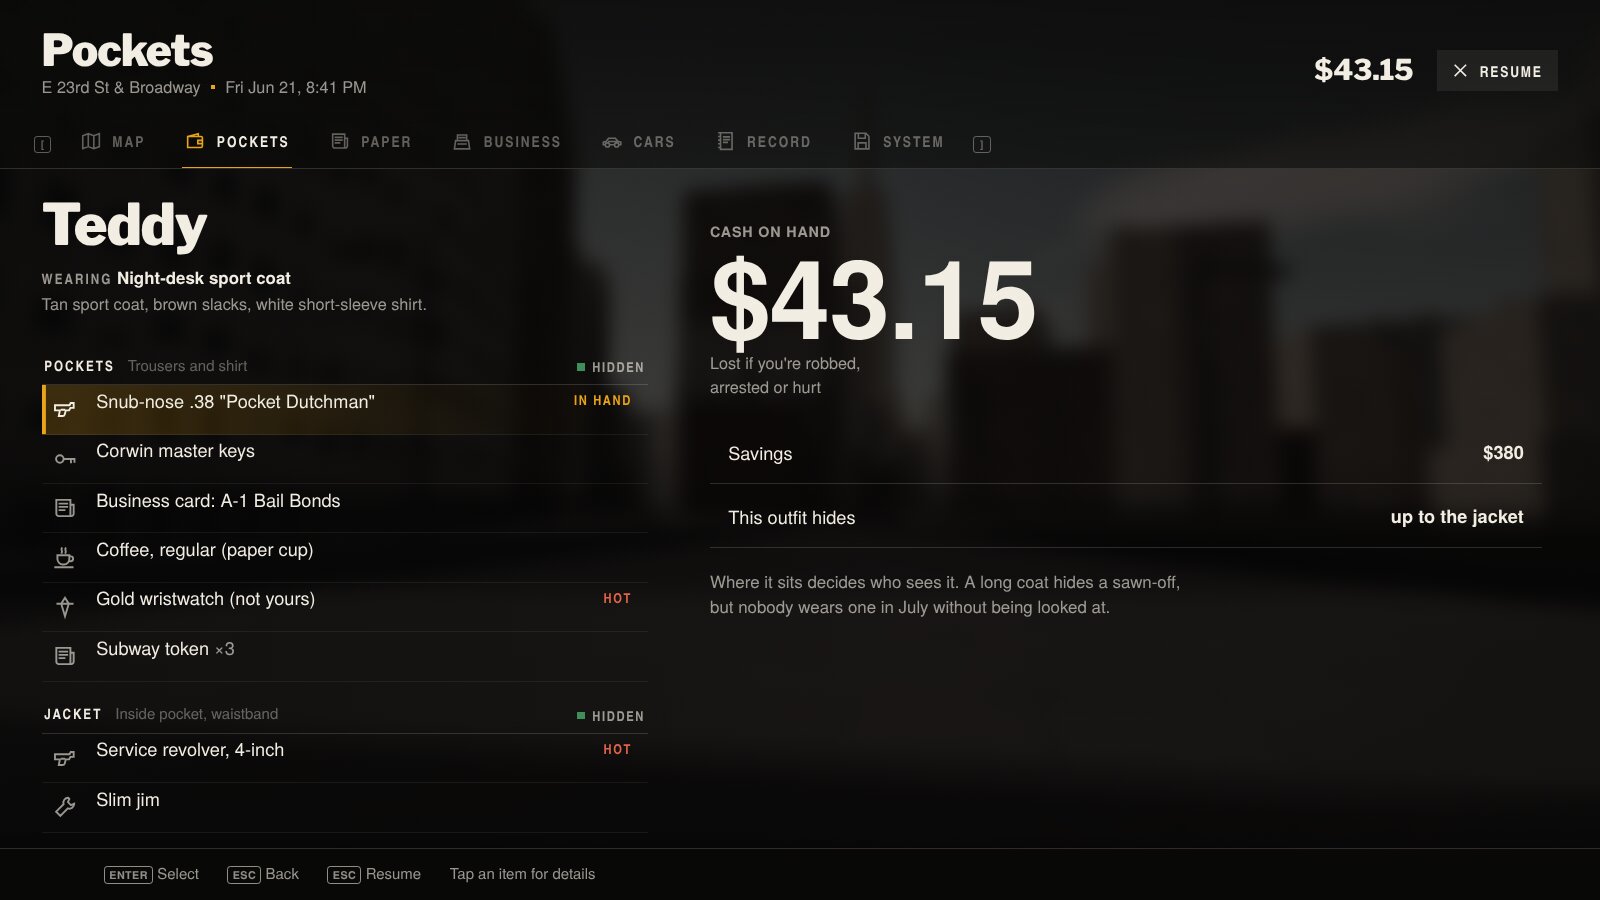 Pockets
E 23rd St & Broadway • Fri Jun 21, 8:41 PM
$43.15
RESUME
[ MAP POCKETS PAPER BUSINESS CARS RECORD SYSTEM ]
Teddy
WEARING Night-desk sport coat
Tan sport coat, brown slacks, white short-sleeve shirt.
POCKETS Trousers and shirt HIDDEN
Snub-nose .38 "Pocket Dutchman" IN HAND
Corwin master keys
Business card: A-1 Bail Bonds
Coffee, regular (paper cup)
Gold wristwatch (not yours) HOT
Subway token ×3
JACKET Inside pocket, waistband HIDDEN
Service revolver, 4-inch HOT
Slim jim
CASH ON HAND
$43.15
Lost if you're robbed,
arrested or hurt
Savings $380
This outfit hides up to the jacket
Where it sits decides who sees it. A long coat hides a sawn-off,
but nobody wears one in July without being looked at.
ENTER Select ESC Back ESC Resume Tap an item for details